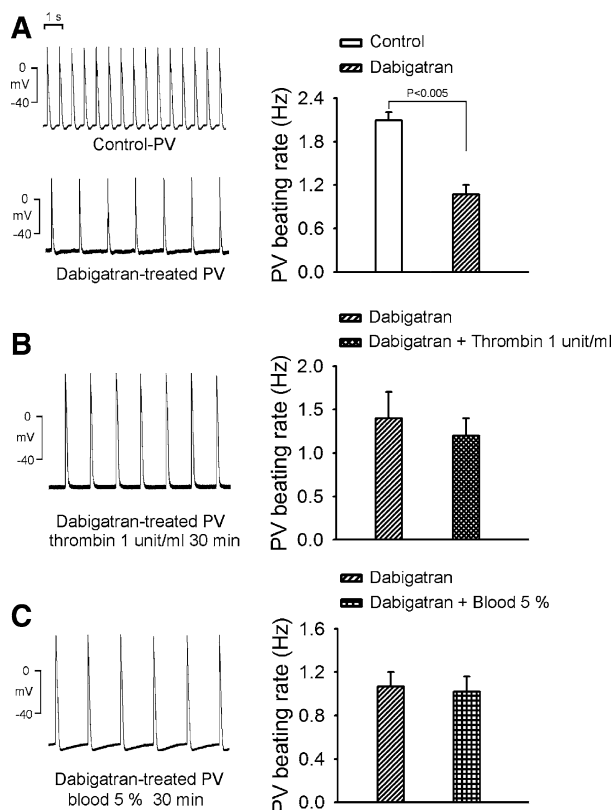 A
1 s
0
mV
-40
Control-PV
0
mV
-40
Dabigatran-treated PV
Control
Dabigatran
P<0.005
PV beating rate (Hz)
2.4
1.8
1.2
0.6
0.0
B
0
mV
-40
Dabigatran-treated PV
thrombin 1 unit/ml 30 min
Dabigatran
Dabigatran + Thrombin 1 unit/ml
PV beating rate (Hz)
2.0
1.5
1.0
0.5
0.0
C
0
mV
-40
Dabigatran-treated PV
blood 5 % 30 min
Dabigatran
Dabigatran + Blood 5 %
PV beating rate (Hz)
1.6
1.2
0.8
0.4
0.0